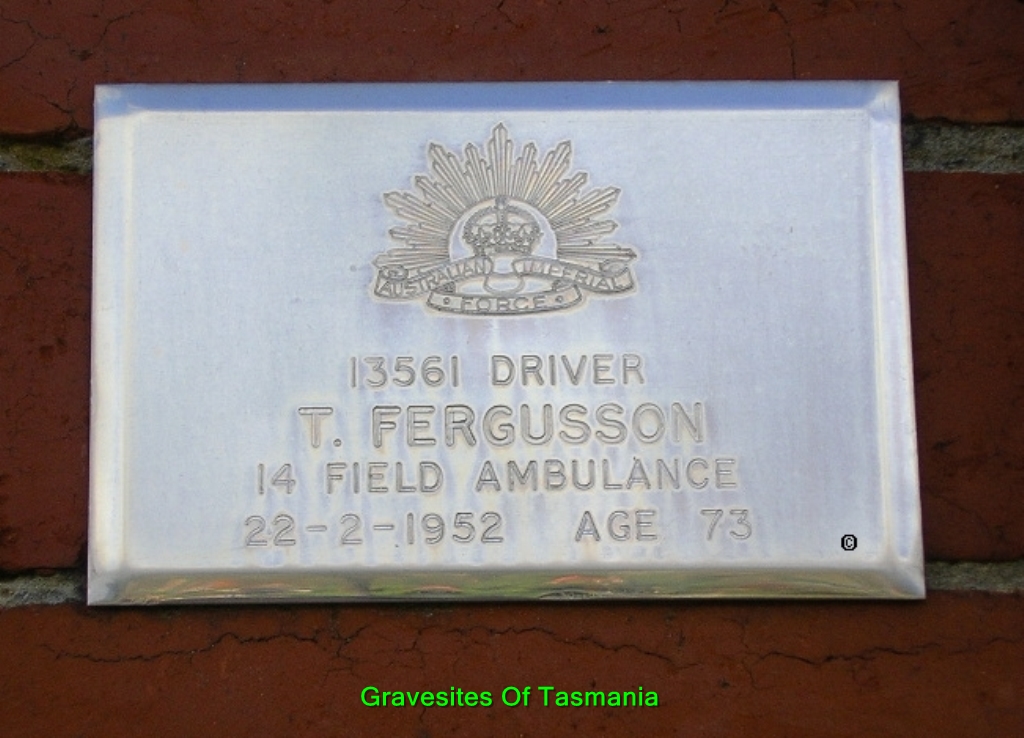 AUSTRALIAN IMPERIAL
FORCE
13561 DRIVER
T. FERGUSSON
14 FIELD AMBULANCE
22-2-1952 AGE 73
©
Gravesites Of Tasmania